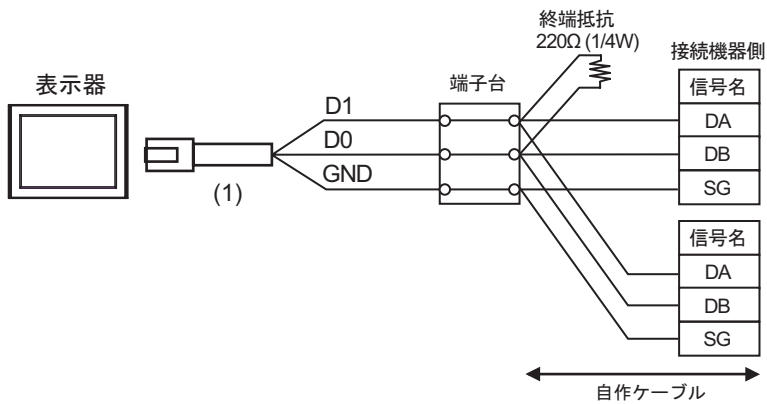 終端抵抗
220Ω (1/4W)
接続機器側
表示器
端子台
信号名
D1
DA
D0
DB
GND
SG
(1)
信号名
DA
DB
SG
自作ケーブル